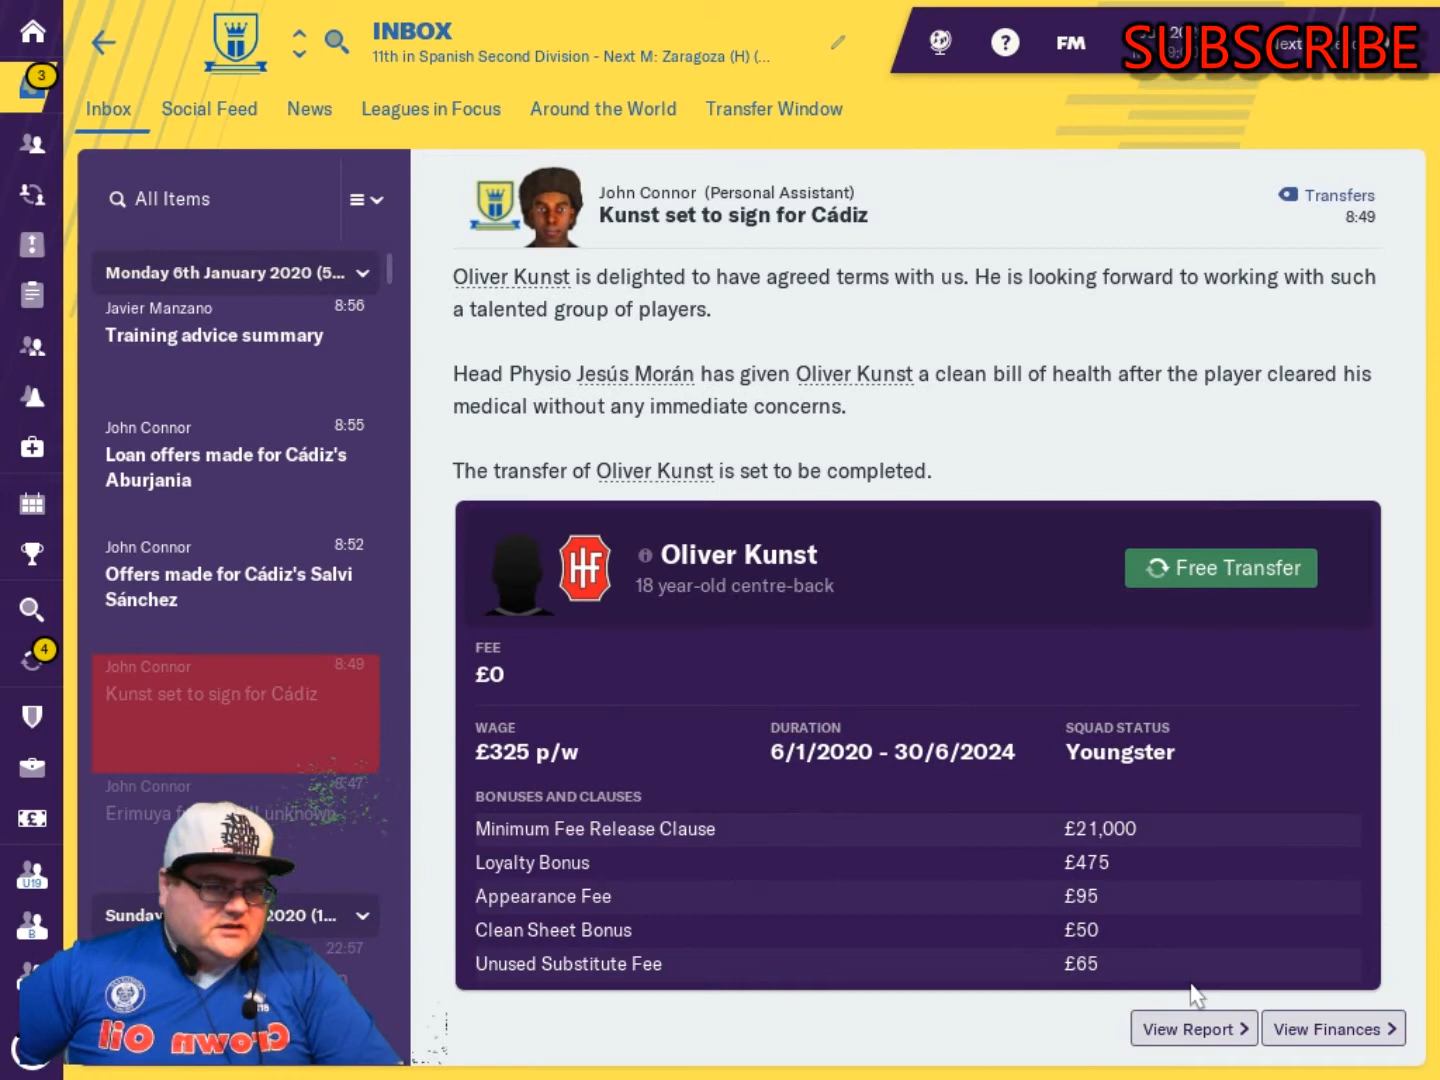 INBOX
11th in Spanish Second Division - Next M: Zaragoza (H) (...
FM
SUBSCRIBE
3
Inbox
Social Feed
News
Leagues in Focus
Around the World
Transfer Window
All Items
Monday 6th January 2020 (5...
Javier Manzano
8:56
Training advice summary
John Connor
8:55
Loan offers made for Cádiz's
Aburjania
John Connor
8:52
Offers made for Cádiz's Salvi
Sánchez
John Connor
8:49
Kunst set to sign for Cádiz
John Connor
8:47
Erimuya
unknown
Sunday
2020 (1...
22:57
4
U19
B
John Connor (Personal Assistant)
Kunst set to sign for Cádiz
Transfers
8:49
Oliver Kunst is delighted to have agreed terms with us. He is looking forward to working with such
a talented group of players.
Head Physio Jesús Morán has given Oliver Kunst a clean bill of health after the player cleared his
medical without any immediate concerns.
The transfer of Oliver Kunst is set to be completed.
HF
Oliver Kunst
18 year-old centre-back
Free Transfer
FEE
£0
WAGE
£325 p/w
DURATION
6/1/2020 - 30/6/2024
SQUAD STATUS
Youngster
BONUSES AND CLAUSES
Minimum Fee Release Clause
£21,000
Loyalty Bonus
£475
Appearance Fee
£95
Clean Sheet Bonus
£50
Unused Substitute Fee
£65
View Report
View Finances
Crown Oil